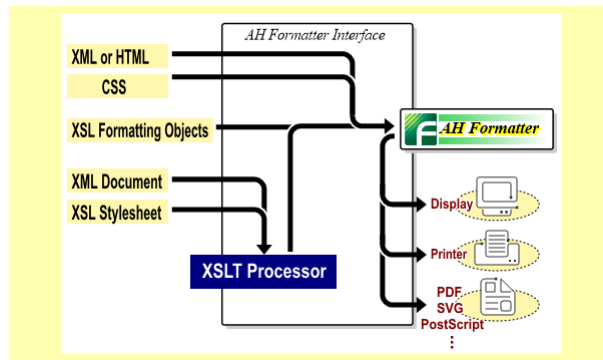 AH Formatter Interface
XML or HTML
CSS
XSL Formatting Objects
AH Formatter
XML Document
XSL Stylesheet
Display
XSLT Processor
Printer
PDF
SVG
PostScript
⋮